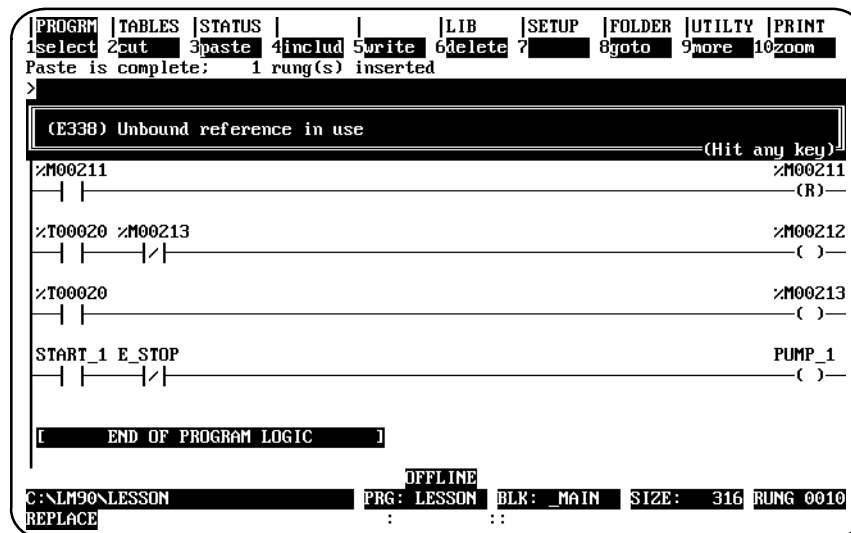 |PROGRM |TABLES |STATUS | | |LIB |SETUP |FOLDER |UTILTY |PRINT
1select 2cut 3paste 4includ 5write 6delete 7 8goto 9more 10zoom
Paste is complete; 1 rung(s) inserted
>
(E338) Unbound reference in use
(Hit any key)
%M00211 %M00211
(R)
%T00020 %M00213 %M00212
( )
%T00020 %M00213
( )
START_1 E_STOP PUMP_1
( )
[ END OF PROGRAM LOGIC ]
OFFLINE
C:\LM90\LESSON PRG: LESSON BLK: _MAIN SIZE: 316 RUNG 0010
REPLACE : ::